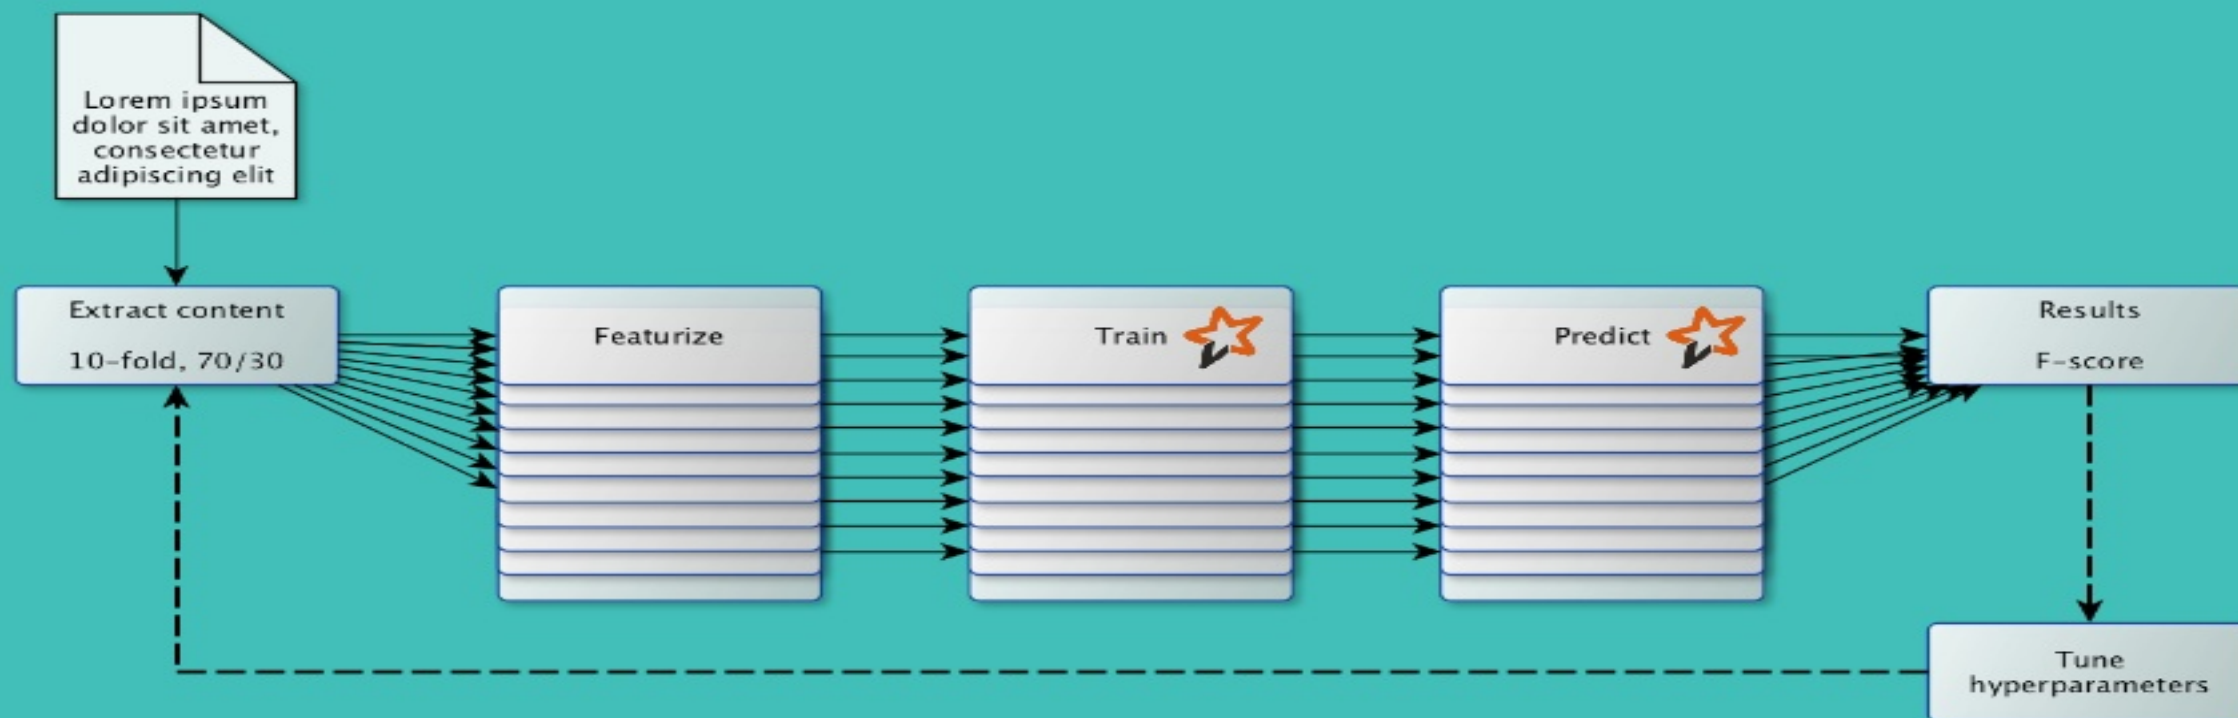 Lorem ipsum
dolor sit amet,
consectetur
adipiscing elit
Extract content
10-fold, 70/30
Featurize
Train
Predict
Results
F-score
Tune
hyperparameters